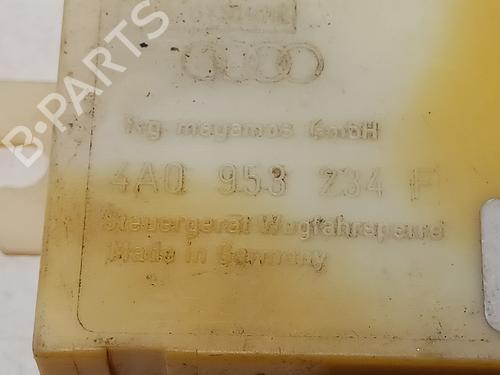 B-PARTS
Ing. mayamos GmbH
4A0 953 234 F
Steuergerät Wegfahrsperre
Made in Germany